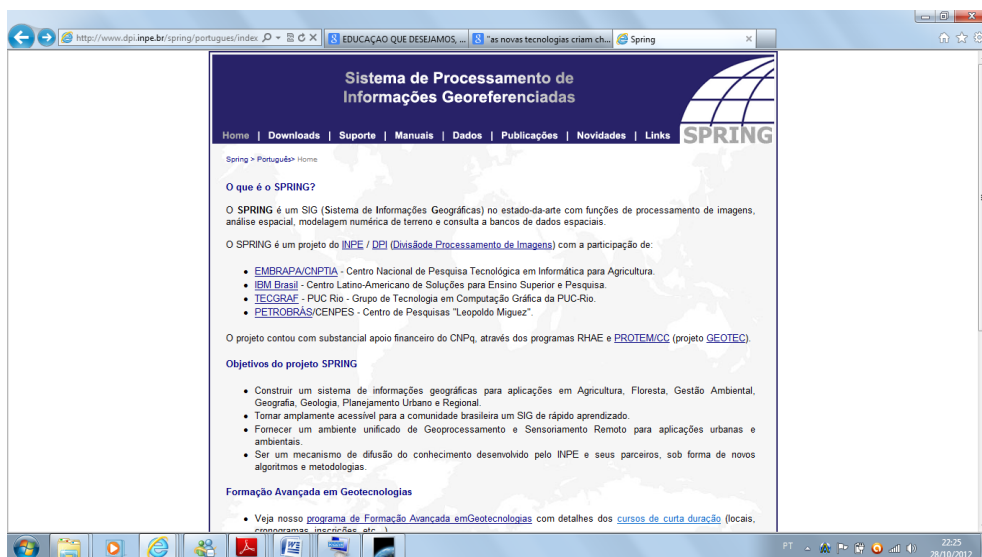 http://www.dpi.inpe.br/spring/portugues/index
EDUCAÇAO QUE DESEJAMOS, ...
"as novas tecnologias criam ch...
Spring
Sistema de Processamento de
Informações Georeferenciadas
Home | Downloads | Suporte | Manuais | Dados | Publicações | Novidades | Links
SPRING
Spring > Português> Home
O que é o SPRING?
O SPRING é um SIG (Sistema de Informações Geográficas) no estado-da-arte com funções de processamento de imagens,
análise espacial, modelagem numérica de terreno e consulta a bancos de dados espaciais.
O SPRING é um projeto do INPE / DPI (Divisãode Processamento de Imagens) com a participação de:
EMBRAPA/CNPTIA - Centro Nacional de Pesquisa Tecnológica em Informática para Agricultura.
IBM Brasil - Centro Latino-Americano de Soluções para Ensino Superior e Pesquisa.
TECGRAF - PUC Rio - Grupo de Tecnologia em Computação Gráfica da PUC-Rio.
PETROBRÁS/CENPES - Centro de Pesquisas "Leopoldo Miguez".
O projeto contou com substancial apoio financeiro do CNPq, através dos programas RHAE e PROTEM/CC (projeto GEOTEC).
Objetivos do projeto SPRING
Construir um sistema de informações geográficas para aplicações em Agricultura, Floresta, Gestão Ambiental,
Geografia, Geologia, Planejamento Urbano e Regional.
Tornar amplamente acessível para a comunidade brasileira um SIG de rápido aprendizado.
Fornecer um ambiente unificado de Geoprocessamento e Sensoriamento Remoto para aplicações urbanas e
ambientais.
Ser um mecanismo de difusão do conhecimento desenvolvido pelo INPE e seus parceiros, sob forma de novos
algoritmos e metodologias.
Formação Avançada em Geotecnologias
Veja nosso programa de Formação Avançada emGeotecnologias com detalhes dos cursos de curta duração (locais,
cronogramas, inscrições, etc...)
PT
22:25
28/10/2012